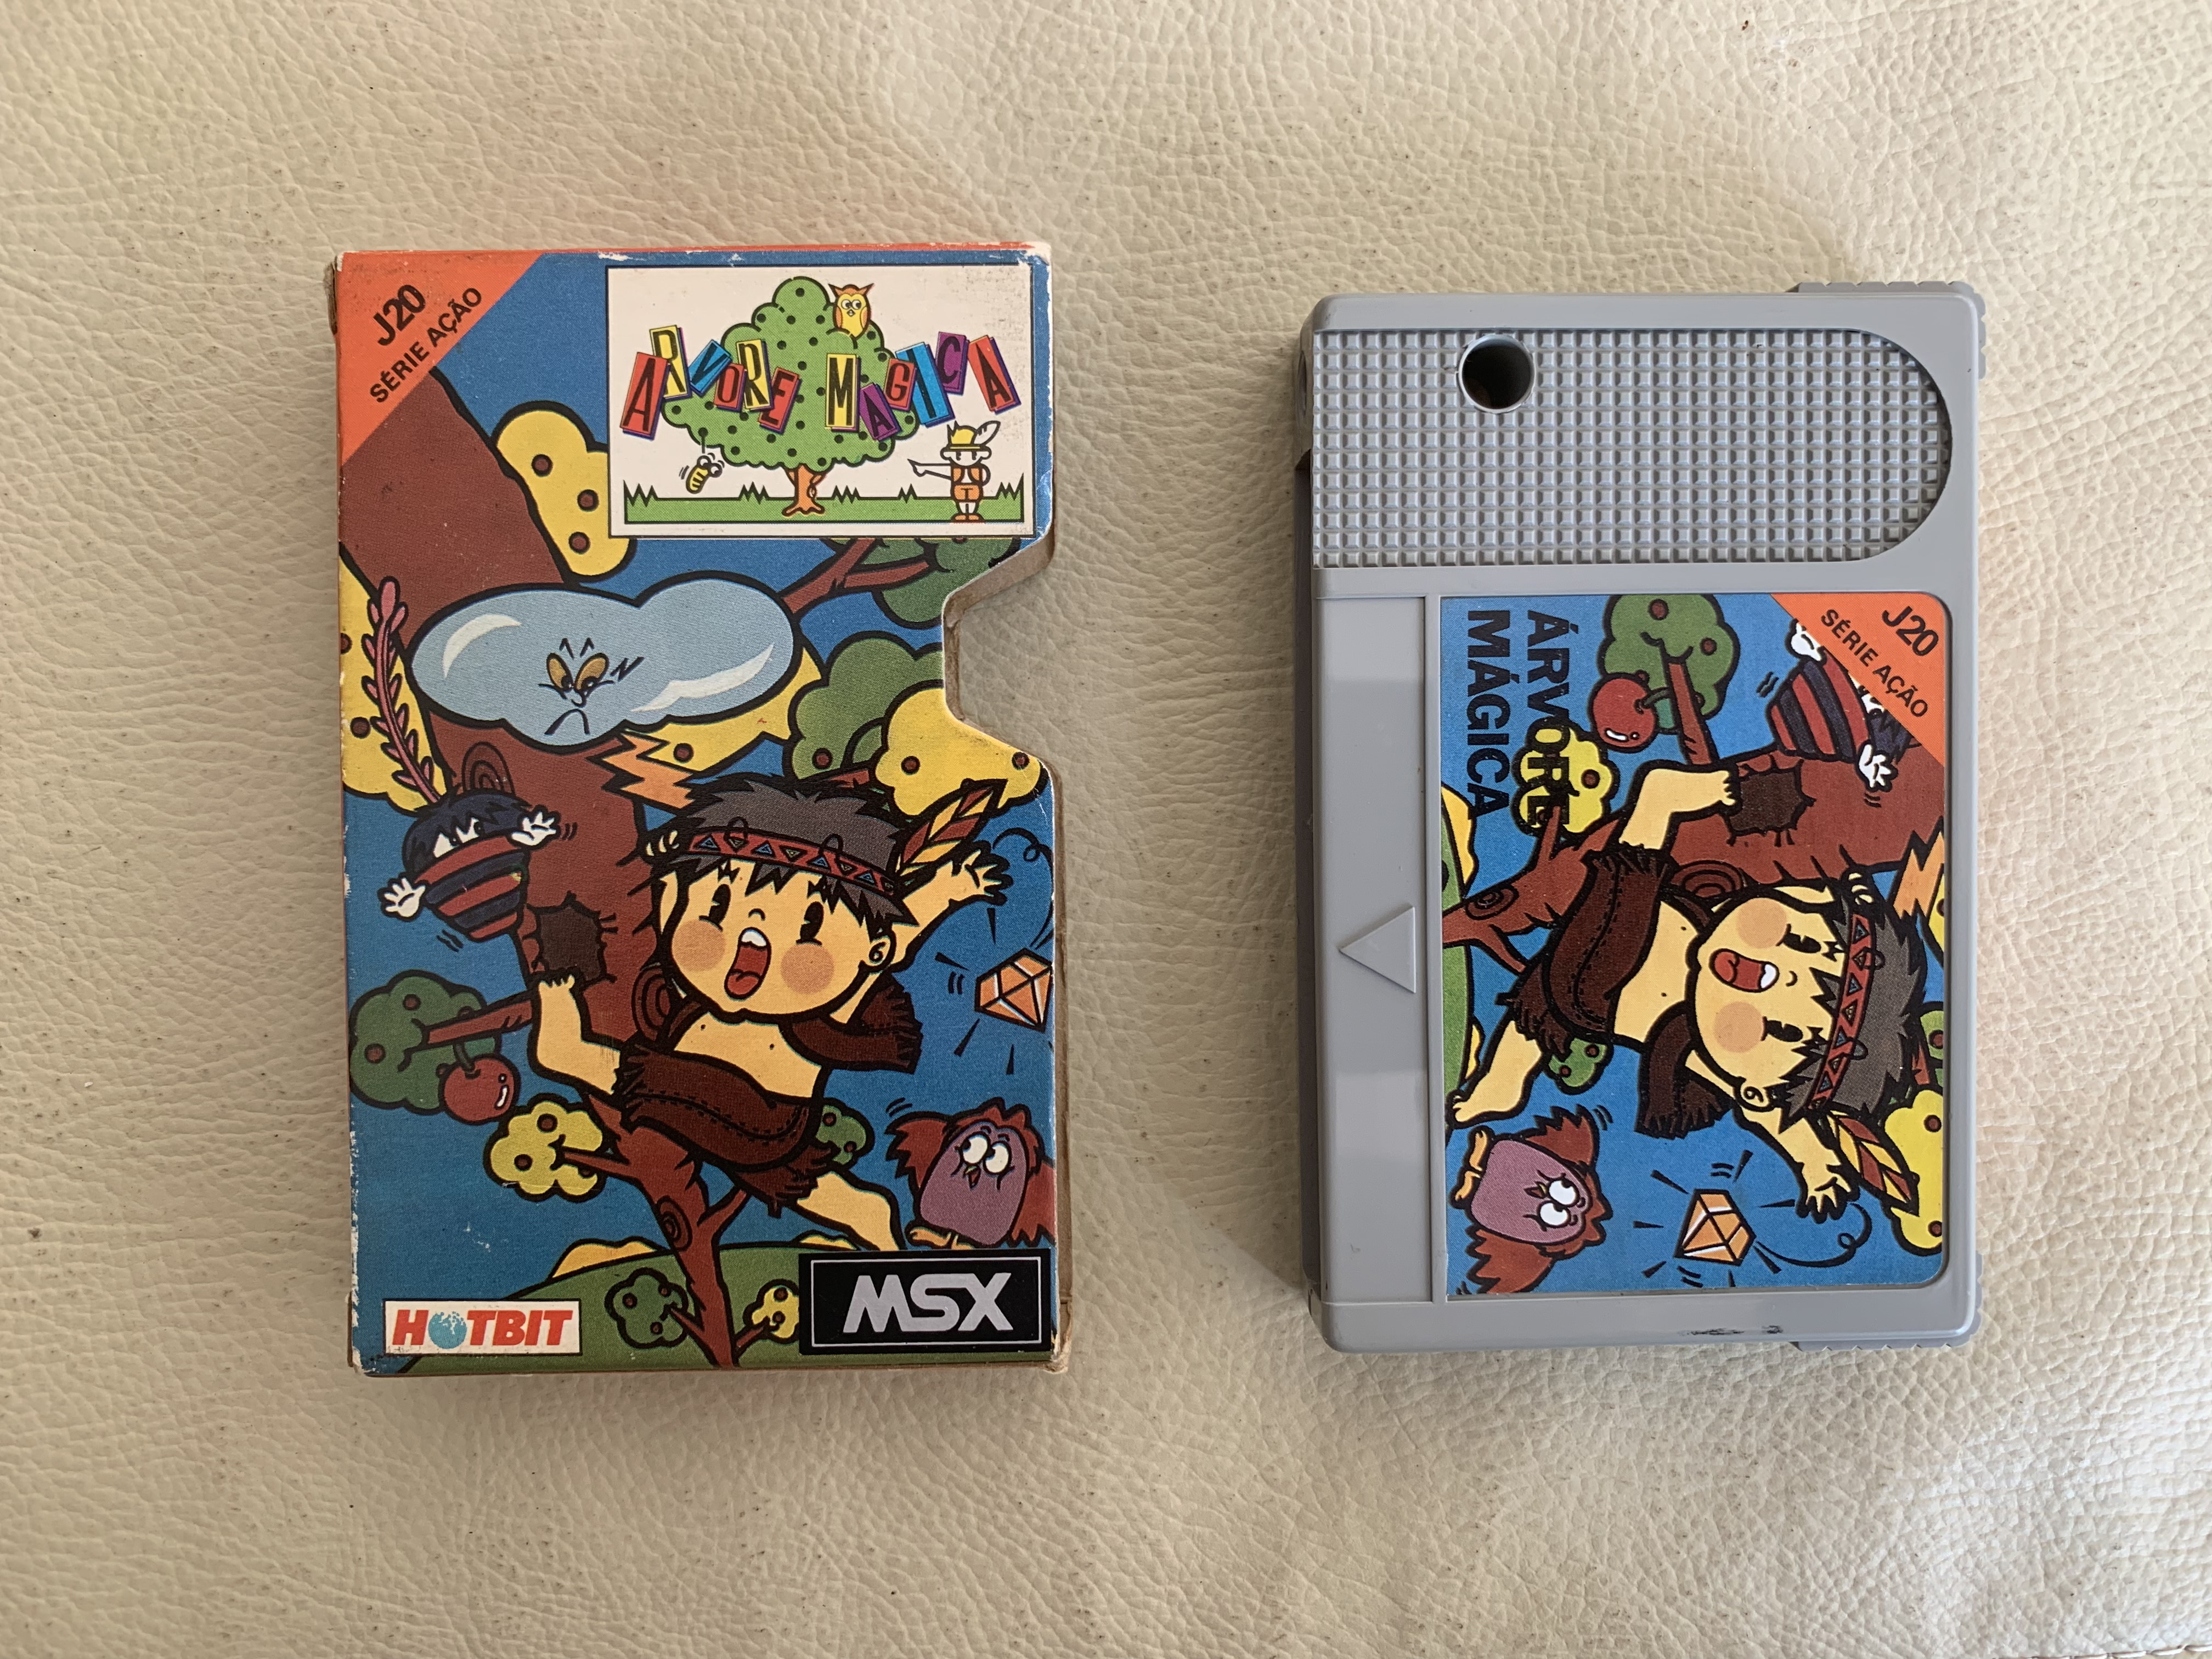 J20
SÉRIE AÇÃO
ARVORE MAGICA
HOTBIT
MSX
J20
SÉRIE AÇÃO
ÁRVORE
MÁGICA